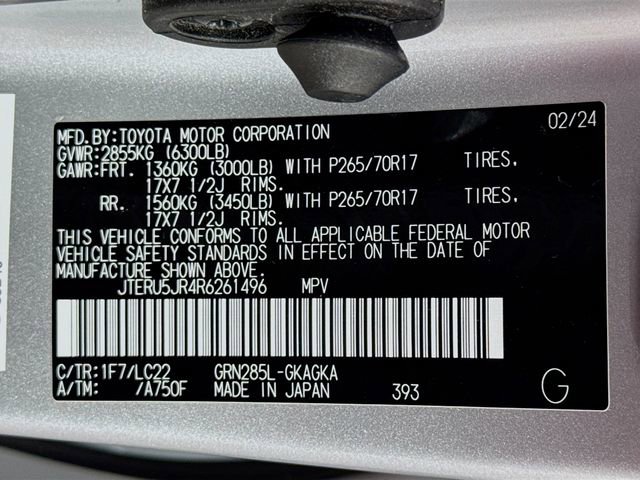 MFD.BY:TOYOTA MOTOR CORPORATION 02/24
GVWR:2855KG (6300LB)
GAWR:FRT. 1360KG (3000LB) WITH P265/70R17 TIRES.
17X7 1/2J RIMS.
RR. 1560KG (3450LB) WITH P265/70R17 TIRES.
17X7 1/2J RIMS.
THIS VEHICLE CONFORMS TO ALL APPLICABLE FEDERAL MOTOR
VEHICLE SAFETY STANDARDS IN EFFECT ON THE DATE OF
MANUFACTURE SHOWN ABOVE.
JTERU5JR4R6261496 MPV
C/TR:1F7/LC22 GRN285L-GKAGKA
A/TM: /A750F MADE IN JAPAN 393 G